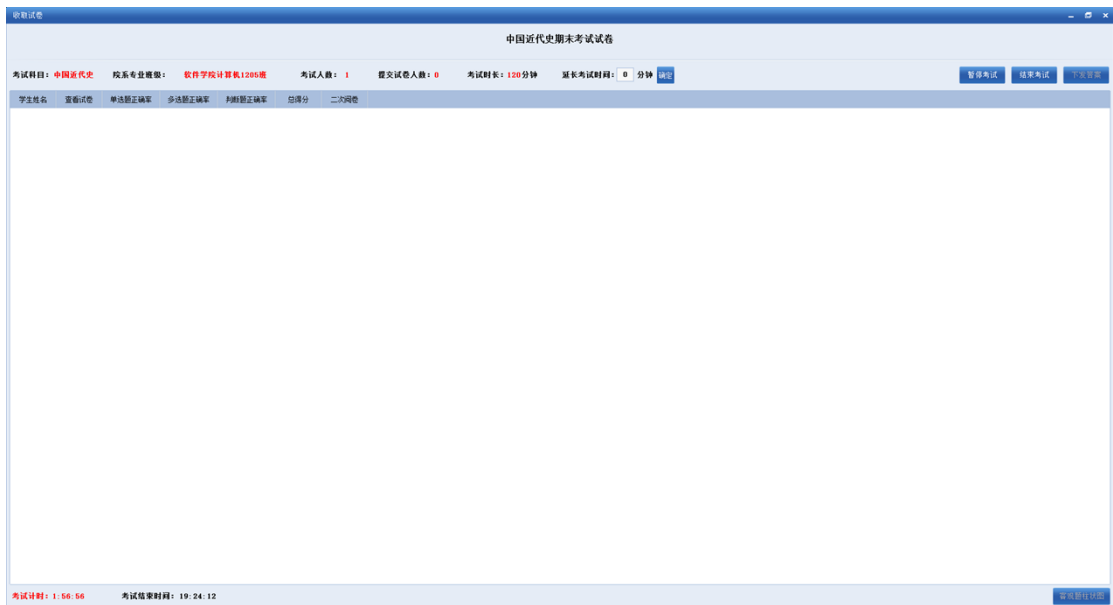 收取试卷
中国近代史期末考试试卷
考试科目：中国近代史 院系专业班级： 软件学院计算机1205班 考试人数： 1 提交试卷人数：0 考试时长：120分钟 延长考试时间： 0 分钟 确定 暂停考试 结束考试 下发答案
学生姓名 查看试卷 单选题正确率 多选题正确率 判断题正确率 总得分 二次阅卷
考试计时：1:56:56 考试结束时间：19:24:12 客观题柱状图